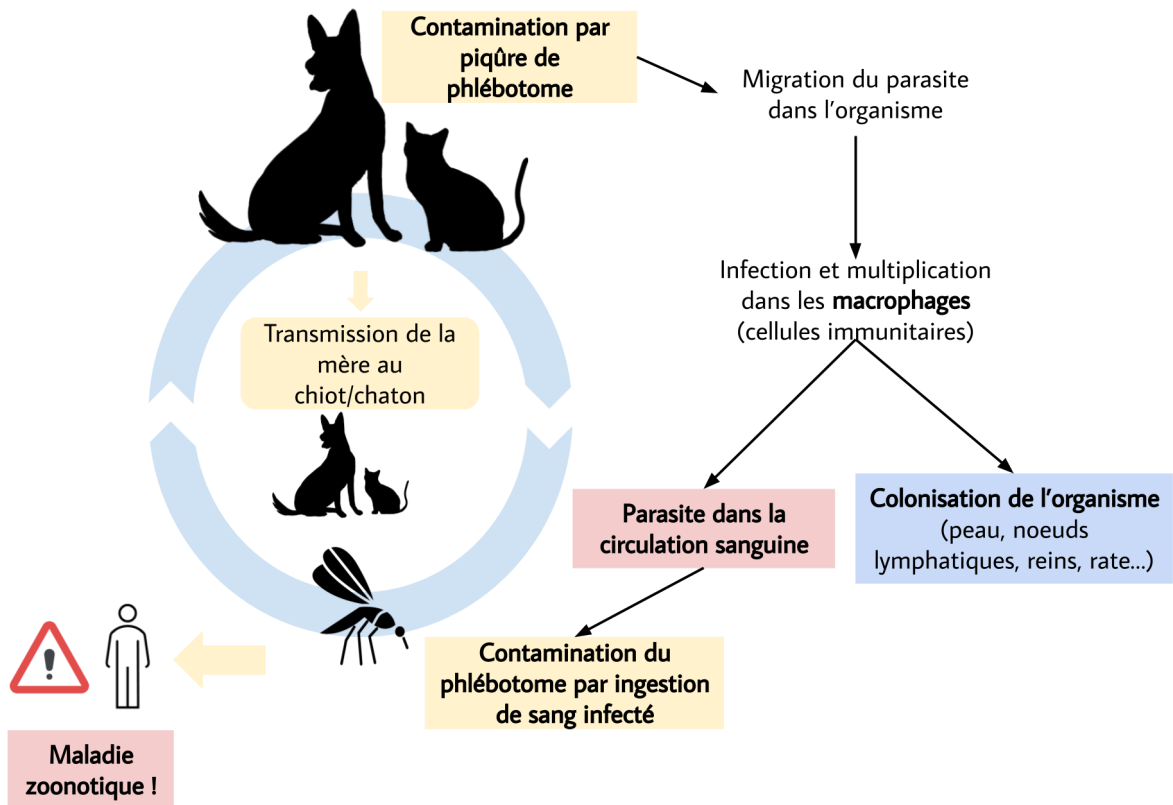 Contamination par
piqûre de
phlébotome
Migration du parasite
dans l'organisme
Infection et multiplication
dans les macrophages
(cellules immunitaires)
Transmission de la
mère au
chiot/chaton
Parasite dans la
circulation sanguine
Colonisation de l'organisme
(peau, noeuds
lymphatiques, reins, rate...)
Contamination du
phlébotome par ingestion
de sang infecté
!
Maladie
zoonotique !